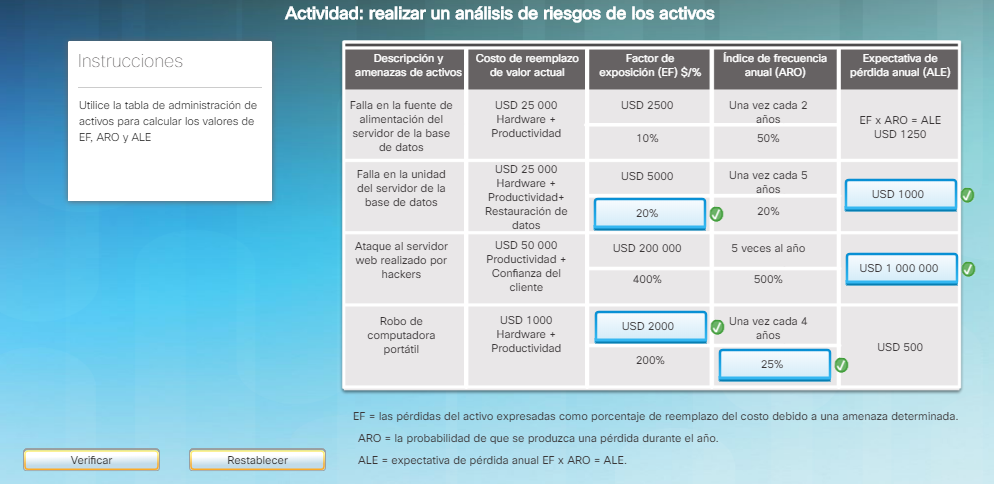 Actividad: realizar un análisis de riesgos de los activos
Instrucciones
Utilice la tabla de administración de
activos para calcular los valores de
EF, ARO y ALE
Descripción y
amenazas de activos
Costo de reemplazo
de valor actual
Factor de
exposición (EF) $/%
Índice de frecuencia
anual (ARO)
Expectativa de
pérdida anual (ALE)
Falla en la fuente de
alimentación del
servidor de la base
de datos
USD 25 000
Hardware +
Productividad
USD 2500
10%
Una vez cada 2
años
50%
EF x ARO = ALE
USD 1250
Falla en la unidad
del servidor de la
base de datos
USD 25 000
Hardware +
Productividad+
Restauración de
datos
USD 5000
20%
Una vez cada 5
años
20%
USD 1000
Ataque al servidor
web realizado por
hackers
USD 50 000
Productividad +
Confianza del
cliente
USD 200 000
400%
5 veces al año
500%
USD 1 000 000
Robo de
computadora
portátil
USD 1000
Hardware +
Productividad
USD 2000
200%
Una vez cada 4
años
25%
USD 500
EF = las pérdidas del activo expresadas como porcentaje de reemplazo del costo debido a una amenaza determinada.
ARO = la probabilidad de que se produzca una pérdida durante el año.
ALE = expectativa de pérdida anual EF x ARO = ALE.
Verificar
Restablecer